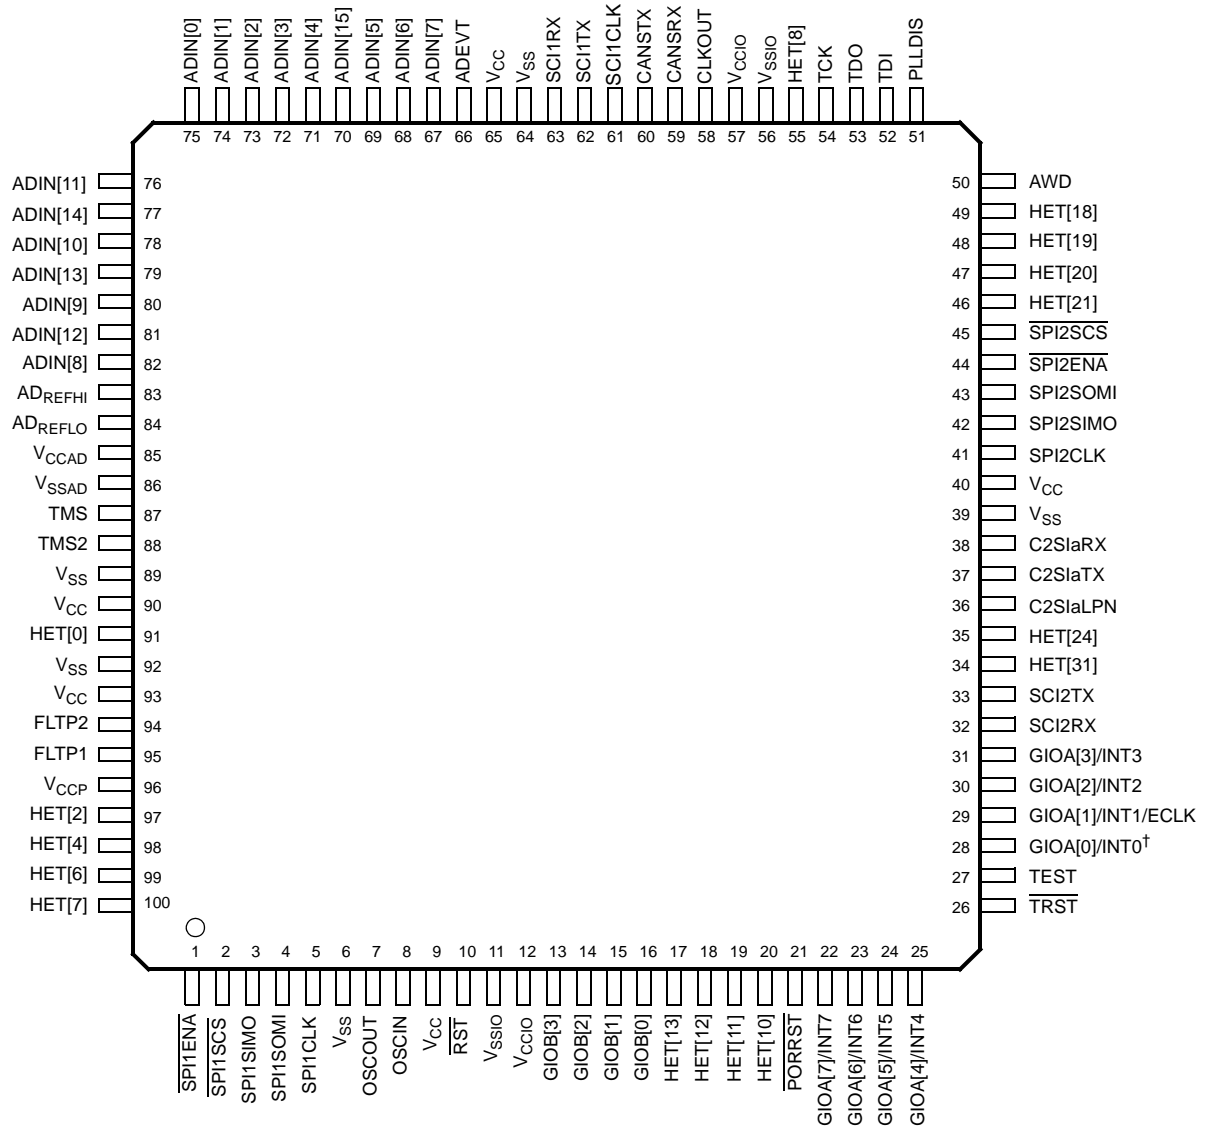 ADIN[0] ADIN[1] ADIN[2] ADIN[3] ADIN[4] ADIN[15] ADIN[5] ADIN[6] ADIN[7] ADEVT VCC VSS SCI1RX SCI1TX SCI1CLK CANSTX CANSRX CLKOUT VCCIO VSSIO HET[8] TCK TDO TDI PLLDIS
75 74 73 72 71 70 69 68 67 66 65 64 63 62 61 60 59 58 57 56 55 54 53 52 51
ADIN[11] 76 50 AWD
ADIN[14] 77 49 HET[18]
ADIN[10] 78 48 HET[19]
ADIN[13] 79 47 HET[20]
ADIN[9] 80 46 HET[21]
ADIN[12] 81 45 SPI2SCS
ADIN[8] 82 44 SPI2ENA
ADREFHI 83 43 SPI2SOMI
ADREFLO 84 42 SPI2SIMO
VCCAD 85 41 SPI2CLK
VSSAD 86 40 VCC
TMS 87 39 VSS
TMS2 88 38 C2SIaRX
VSS 89 37 C2SIaTX
VCC 90 36 C2SIaLPN
HET[0] 91 35 HET[24]
VSS 92 34 HET[31]
VCC 93 33 SCI2TX
FLTP2 94 32 SCI2RX
FLTP1 95 31 GIOA[3]/INT3
VCCP 96 30 GIOA[2]/INT2
HET[2] 97 29 GIOA[1]/INT1/ECLK
HET[4] 98 28 GIOA[0]/INT0†
HET[6] 99 27 TEST
HET[7] 100 26 TRST
1 2 3 4 5 6 7 8 9 10 11 12 13 14 15 16 17 18 19 20 21 22 23 24 25
SPI1ENA SPI1SCS SPI1SIMO SPI1SOMI SPI1CLK VSS OSCOUT OSCIN VCC RST VSSIO VCCIO GIOB[3] GIOB[2] GIOB[1] GIOB[0] HET[13] HET[12] HET[11] HET[10] PORRST GIOA[7]/INT7 GIOA[6]/INT6 GIOA[5]/INT5 GIOA[4]/INT4